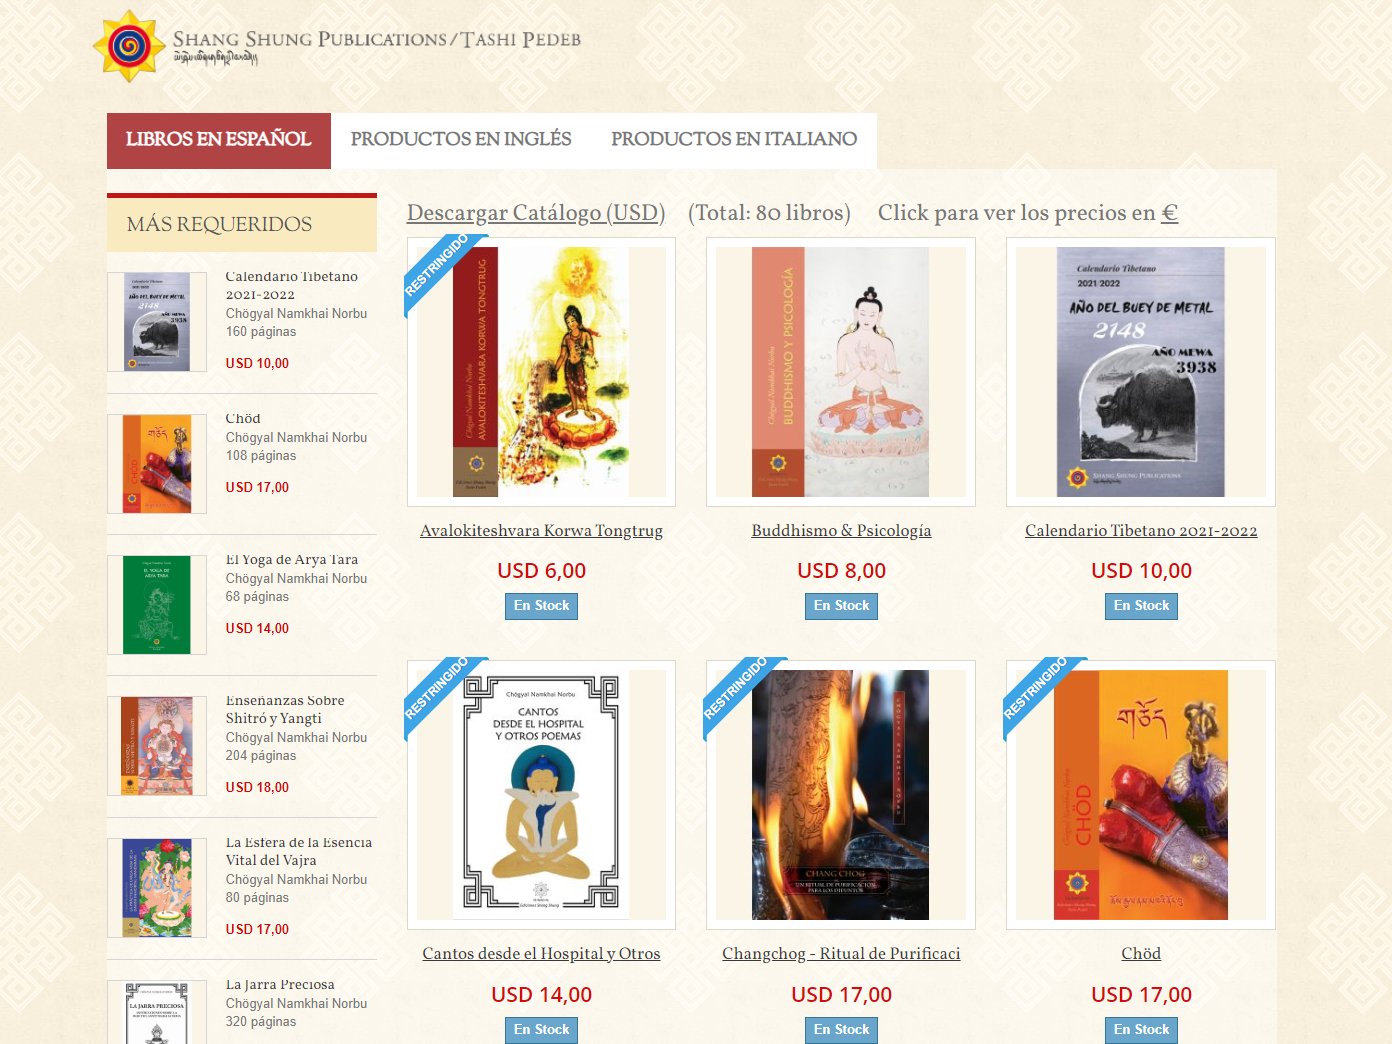 SHANG SHUNG PUBLICATIONS/TASHI PEDEB
LIBROS EN ESPAÑOL
PRODUCTOS EN INGLÉS
PRODUCTOS EN ITALIANO
MÁS REQUERIDOS
Calendario Tibetano
2021-2022
Chögyal Namkhai Norbu
160 páginas
USD 10,00
Chöd
Chögyal Namkhai Norbu
108 páginas
USD 17,00
El Yoga de Arya Tara
Chögyal Namkhai Norbu
68 páginas
USD 14,00
Enseñanzas Sobre
Shitró y Yangti
Chögyal Namkhai Norbu
204 páginas
USD 18,00
La Esfera de la Esencia
Vital del Vajra
Chögyal Namkhai Norbu
80 páginas
USD 17,00
LA JARRA PRECIOSA
La Jarra Preciosa
Chögyal Namkhai Norbu
320 páginas
Descargar Catálogo (USD) (Total: 80 libros) Click para ver los precios en €
RESTRINGIDO
Chögyal Namkhai Norbu
AVALOKITESHVARA KORWA TONGTRUG
Avalokiteshvara Korwa Tongtrug
USD 6,00
En Stock
Chögyal Namkhai Norbu
BUDDHISMO Y PSICOLOGÍA
Buddhismo & Psicología
USD 8,00
En Stock
Calendario Tibetano
2021-2022
AÑO DEL BUEY DE METAL
2148
AÑO MEWA
3938
SHANG SHUNG PUBLICATIONS
Calendario Tibetano 2021-2022
USD 10,00
En Stock
RESTRINGIDO
Chögyal Namkhai Norbu
CANTOS
DESDE EL HOSPITAL
Y OTROS POEMAS
Ediciones Shang Shung
Cantos desde el Hospital y Otros
USD 14,00
En Stock
RESTRINGIDO
CHÖGYAL NAMKHAI NORBU
CHANG CHOG
UN RITUAL DE PURIFICACIÓN
PARA LOS DIFUNTOS
Changchog - Ritual de Purificaci
USD 17,00
En Stock
RESTRINGIDO
གཅོད
Chögyal Namkhai Norbu
CHÖD
Chöd
USD 17,00
En Stock